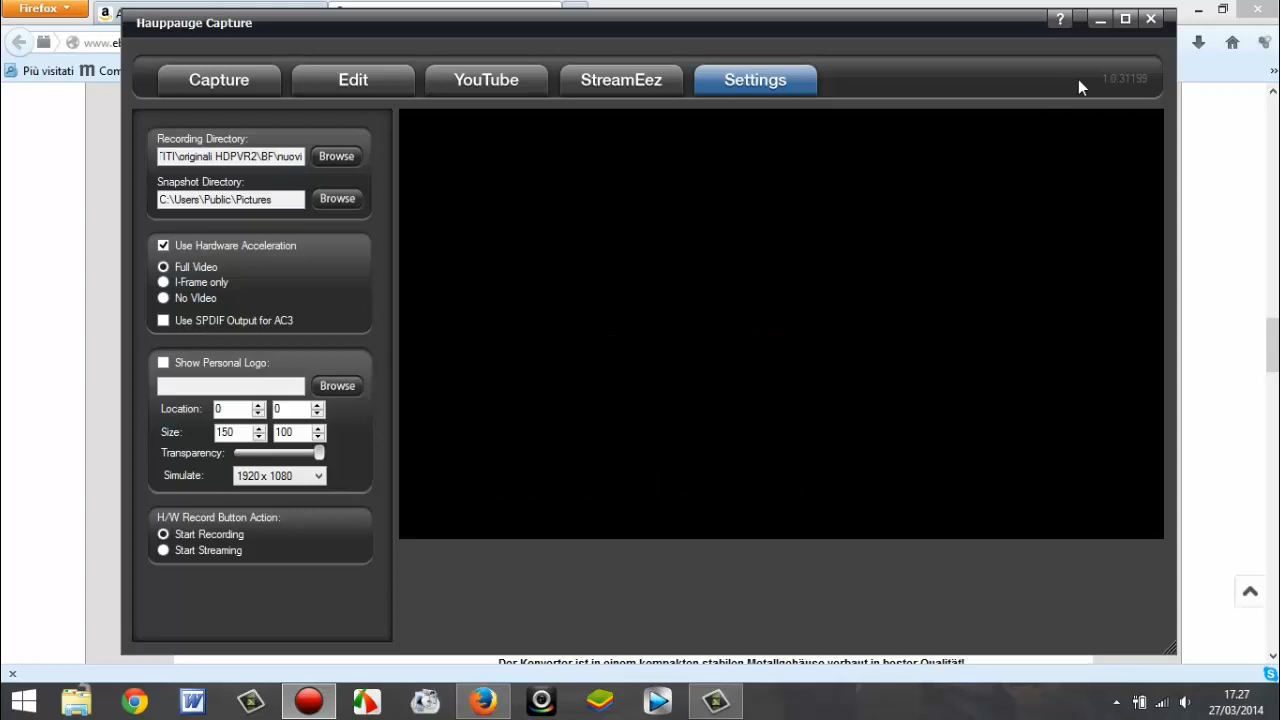 Firefox
Hauppauge Capture
?
www.eb
Più visitati
Com
»
Capture
Edit
YouTube
StreamEez
Settings
1.0.31199
Recording Directory:
TITI\originali HDPVR2\BF\nuovi
Browse
Snapshot Directory:
C:\Users\Public\Pictures
Browse
Use Hardware Acceleration
Full Video
I-Frame only
No VIdeo
Use SPDIF Output for AC3
Show Personal Logo:
Browse
Location: 0 0
Size: 150 100
Transparency:
Simulate: 1920 x 1080
H/W Record Button Action:
Start Recording
Start Streaming
Der Konverter ist in einem kompakten stabilen Metallgehäuse verbaut in bester Qualität!
17.27
27/03/2014